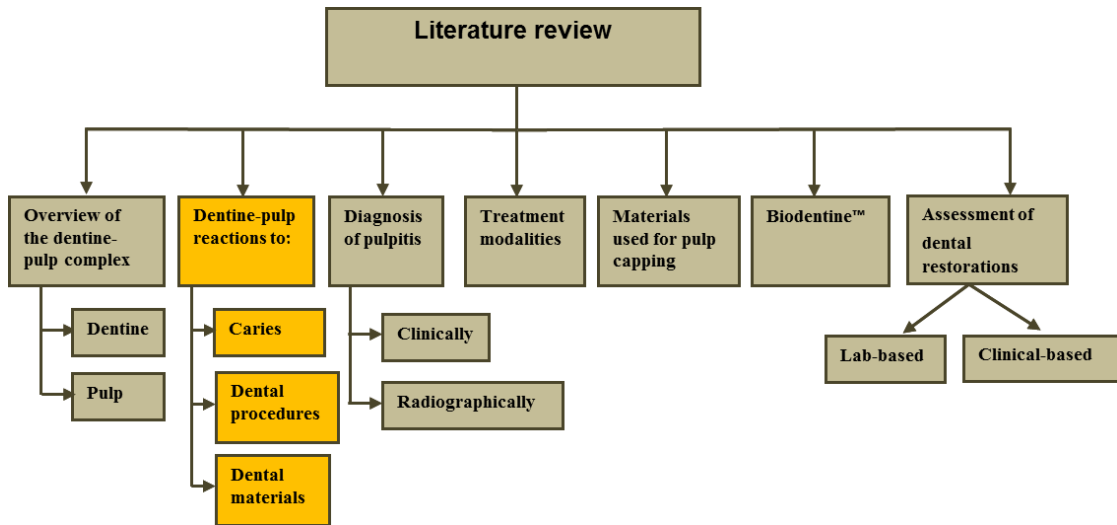 Literature review
Overview of
the dentine-
pulp complex
Dentine
Pulp
Dentine-pulp
reactions to:
Caries
Dental
procedures
Dental
materials
Diagnosis
of pulpitis
Clinically
Radiographically
Treatment
modalities
Materials
used for pulp
capping
Biodentine™
Assessment of
dental
restorations
Lab-based
Clinical-based